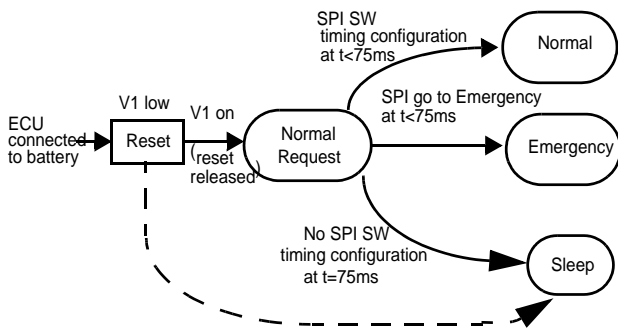 SPI SW
timing configuration
at t<75ms
Normal
V1 low
V1 on
SPI go to Emergency
at t<75ms
ECU
connected
to battery
Reset
(reset
released)
Normal
Request
Emergency
No SPI SW
timing configuration
at t=75ms
Sleep